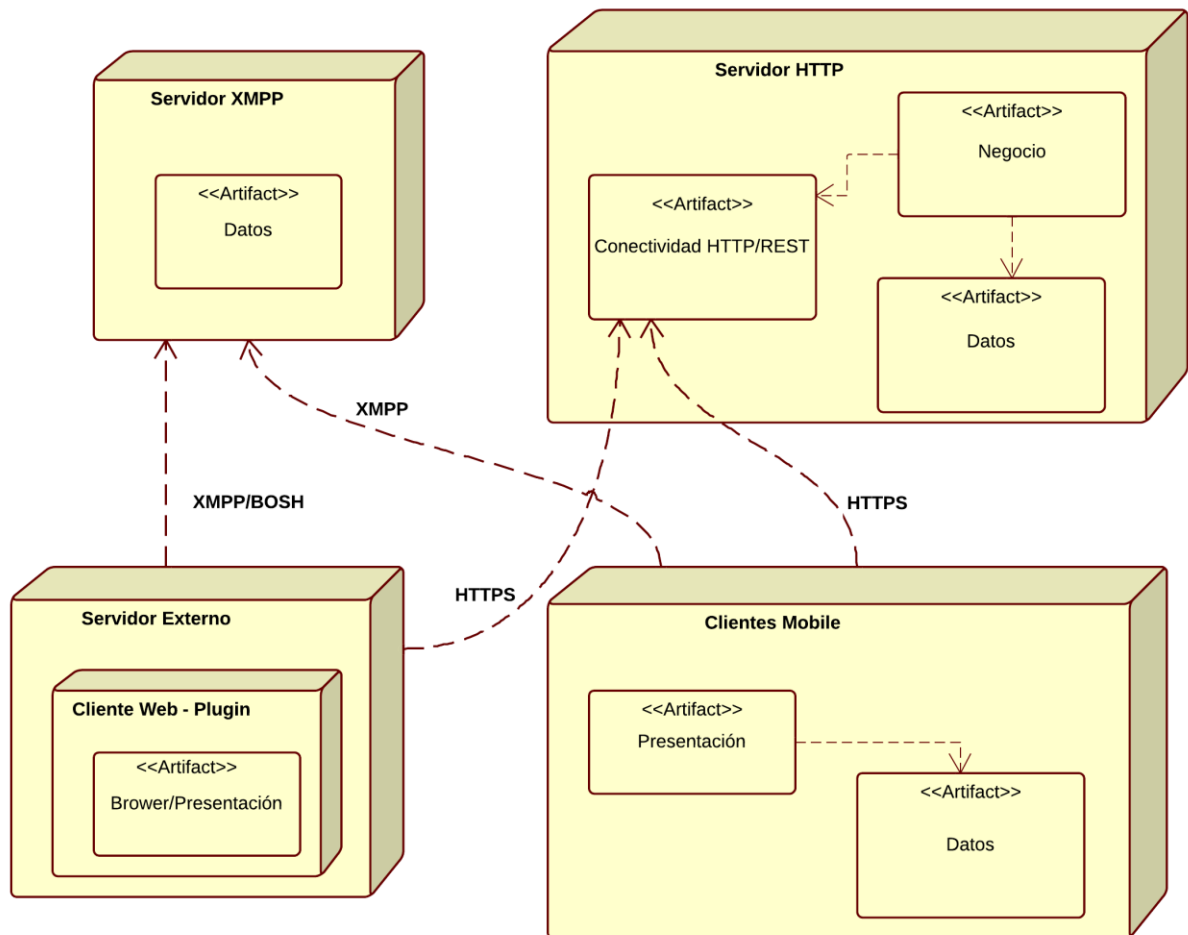 Servidor XMPP
<<Artifact>>
Datos
Servidor HTTP
<<Artifact>>
Negocio
<<Artifact>>
Conectividad HTTP/REST
<<Artifact>>
Datos
XMPP
XMPP/BOSH
HTTPS
HTTPS
Servidor Externo
Cliente Web - Plugin
<<Artifact>>
Brower/Presentación
Clientes Mobile
<<Artifact>>
Presentación
<<Artifact>>
Datos